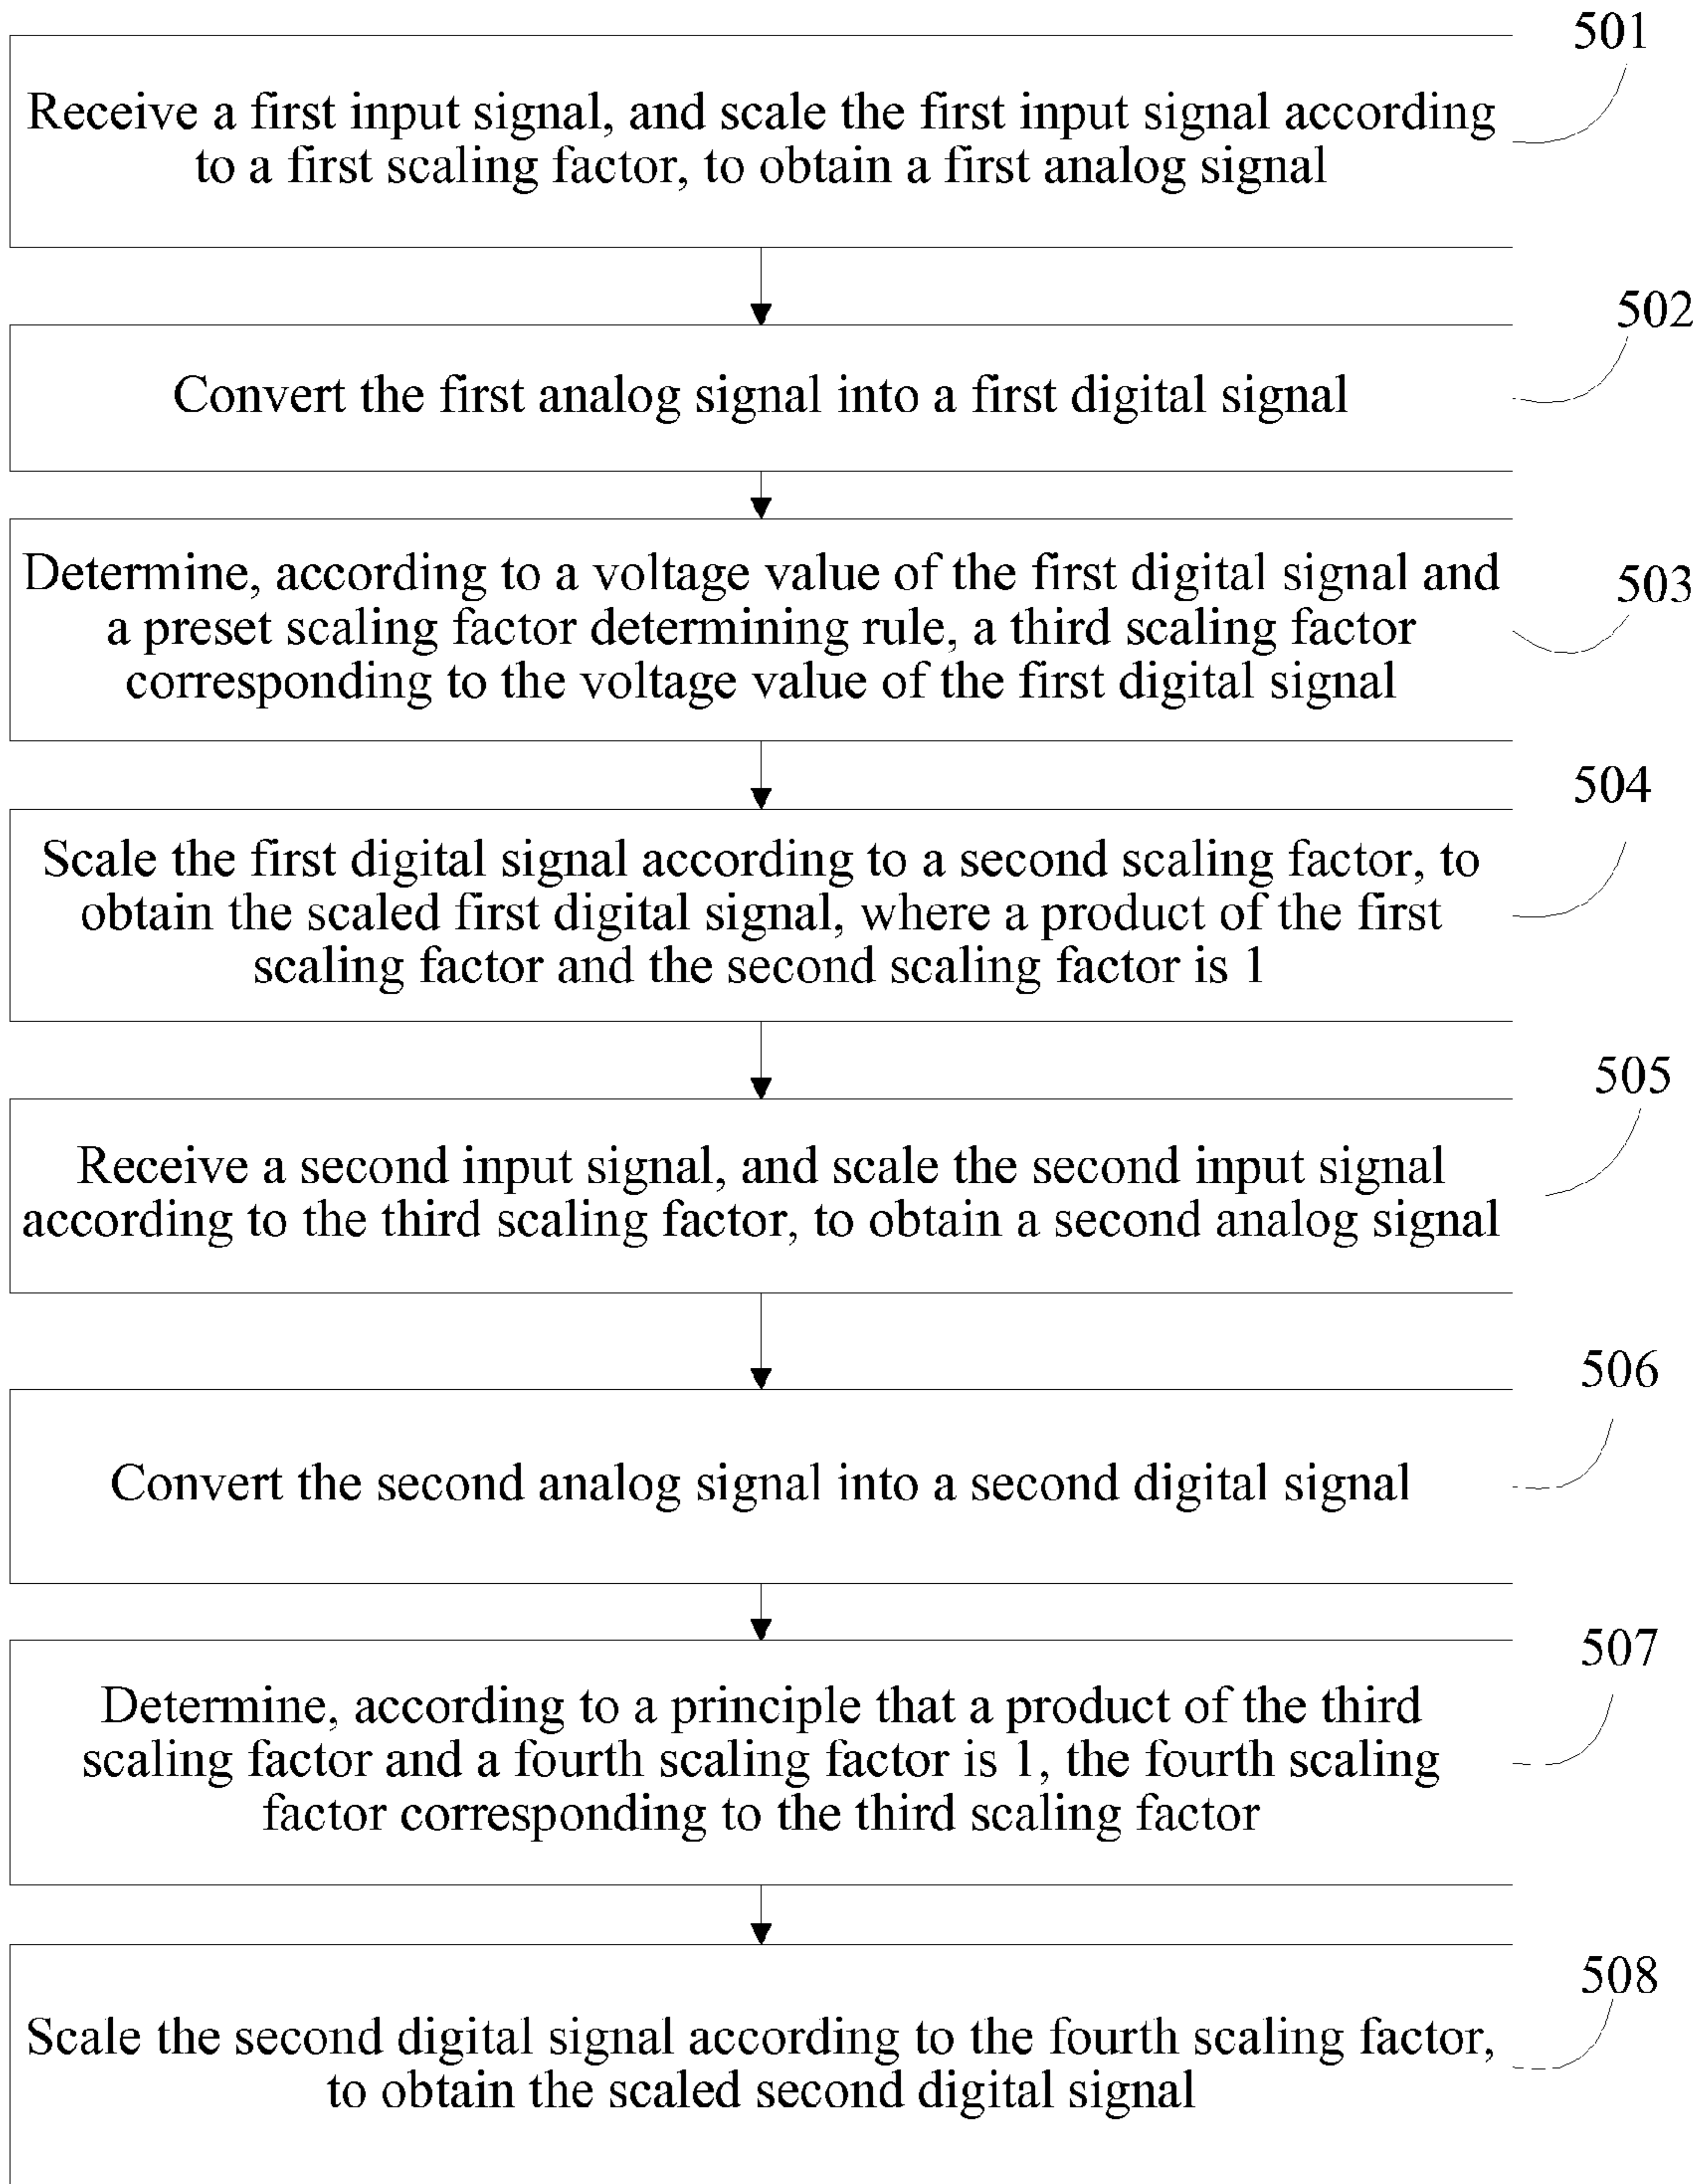 501
Receive a first input signal, and scale the first input signal according
to a first scaling factor, to obtain a first analog signal
502
Convert the first analog signal into a first digital signal
503
Determine, according to a voltage value of the first digital signal and
a preset scaling factor determining rule, a third scaling factor
corresponding to the voltage value of the first digital signal
504
Scale the first digital signal according to a second scaling factor, to
obtain the scaled first digital signal, where a product of the first
scaling factor and the second scaling factor is 1
505
Receive a second input signal, and scale the second input signal
according to the third scaling factor, to obtain a second analog signal
506
Convert the second analog signal into a second digital signal
507
Determine, according to a principle that a product of the third
scaling factor and a fourth scaling factor is 1, the fourth scaling
factor corresponding to the third scaling factor
508
Scale the second digital signal according to the fourth scaling factor,
to obtain the scaled second digital signal